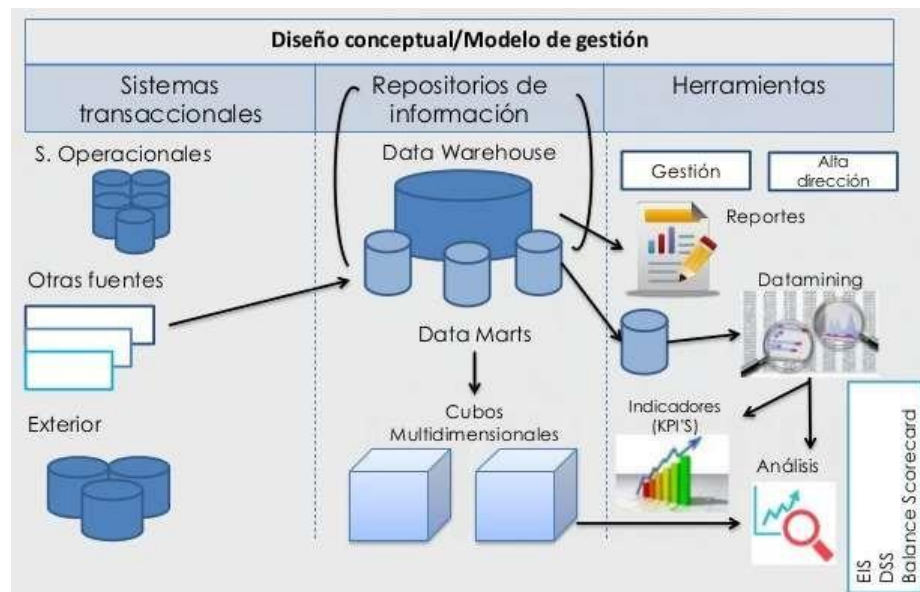 Diseño conceptual/Modelo de gestión
Sistemas
transaccionales
Repositorios de
información
Herramientas
S. Operacionales
Otras fuentes
Exterior
Data Warehouse
Data Marts
Cubos
Multidimensionales
Gestión
Alta
dirección
Reportes
Datamining
Indicadores
(KPI'S)
Análisis
EIS
DSS
Balance Scorecard